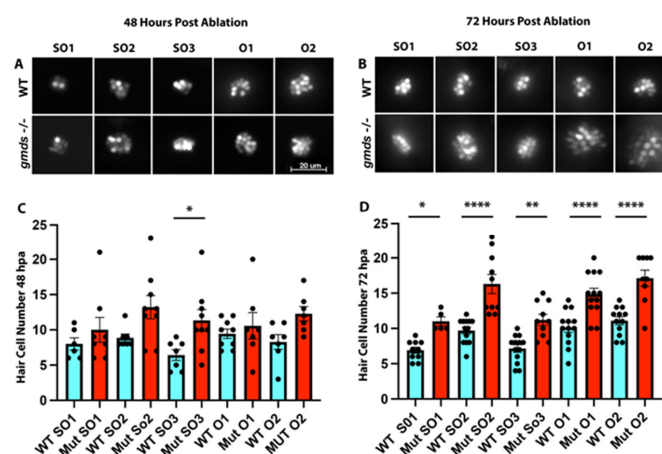 48 Hours Post Ablation
72 Hours Post Ablation
SO1 SO2 SO3 O1 O2
SO1 SO2 SO3 O1 O2
A
B
WT
gmds -/-
WT
gmds -/-
20 um
C
D
*
* **** ** **** ****
Hair Cell Number 48 hpa
25
20
15
10
5
0
WT SO1
Mut SO1
WT SO2
Mut So2
WT SO3
Mut SO3
WT O1
Mut O1
WT O2
MUT O2
Hair Cell Number 72 hpa
25
20
15
10
5
0
WT S01
Mut SO1
WT SO2
Mut SO2
WT SO3
Mut So3
WT O1
Mut O1
WT O2
Mut O2